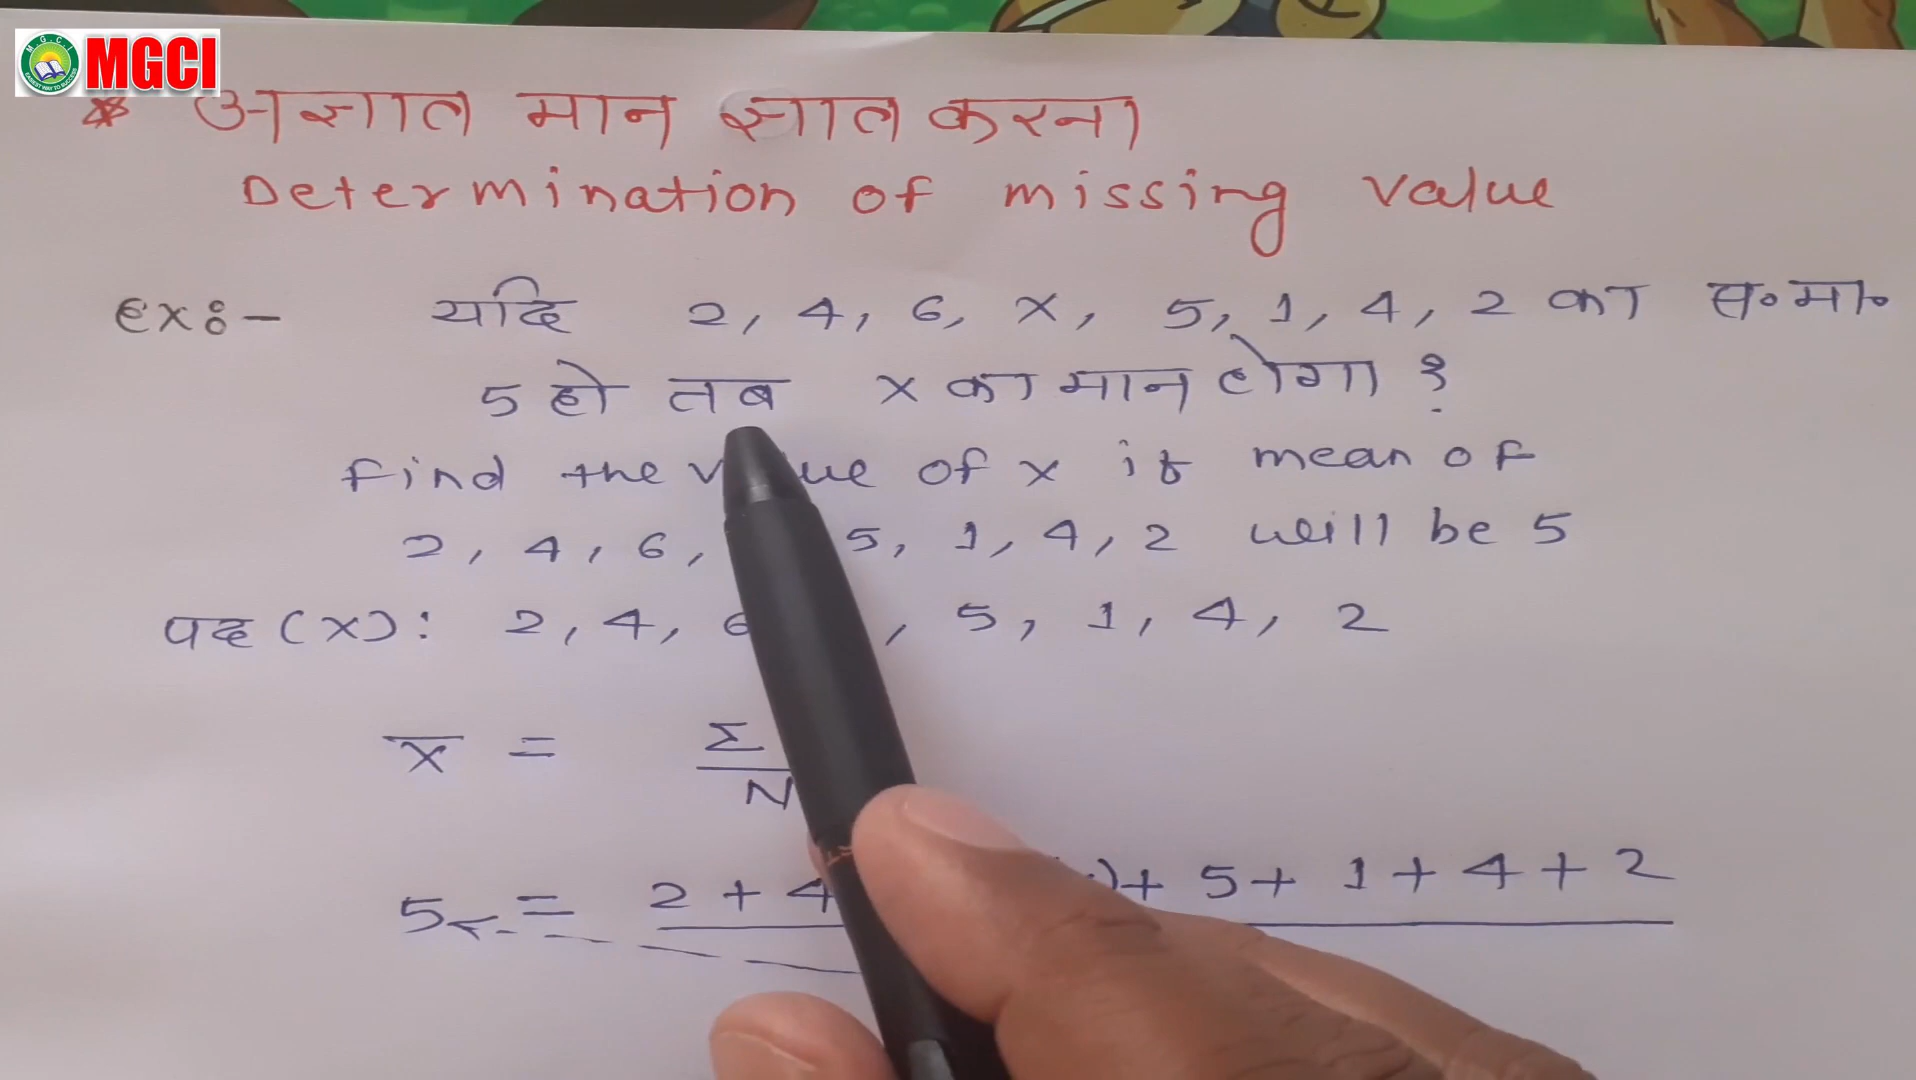 MGCI
* अज्ञात मान ज्ञात करना
Determination of missing value
ex:- यदि 2, 4, 6, x, 5, 1, 4, 2 का स॰मा॰
5 हो तब x का मान होगा ?
Find the of x if mean of
2, 4, 6, 5, 1, 4, 2 will be 5
पद (x): 2, 4, 6 , 5, 1, 4, 2
x̅ = Σ
N
5 = 2 + 4 )+ 5+ 1+ 4+ 2